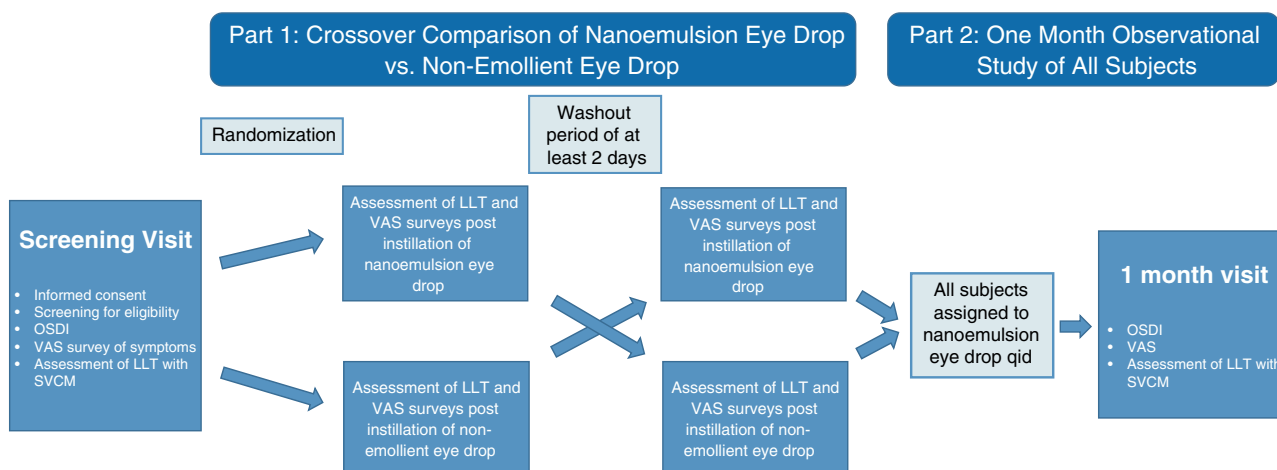 Part 1: Crossover Comparison of Nanoemulsion Eye Drop
vs. Non-Emollient Eye Drop
Part 2: One Month Observational
Study of All Subjects
Randomization
Washout
period of at
least 2 days
Screening Visit
• Informed consent
• Screening for eligibility
• OSDI
• VAS survey of symptoms
• Assessment of LLT with
SVCM
Assessment of LLT and
VAS surveys post
instillation of
nanoemulsion eye
drop
Assessment of LLT and
VAS surveys post
instillation of non-
emollient eye drop
Assessment of LLT and
VAS surveys post
instillation of
nanoemulsion eye
drop
Assessment of LLT and
VAS surveys post
instillation of non-
emollient eye drop
All subjects
assigned to
nanoemulsion
eye drop qid
1 month visit
• OSDI
• VAS
• Assessment of LLT with
SVCM